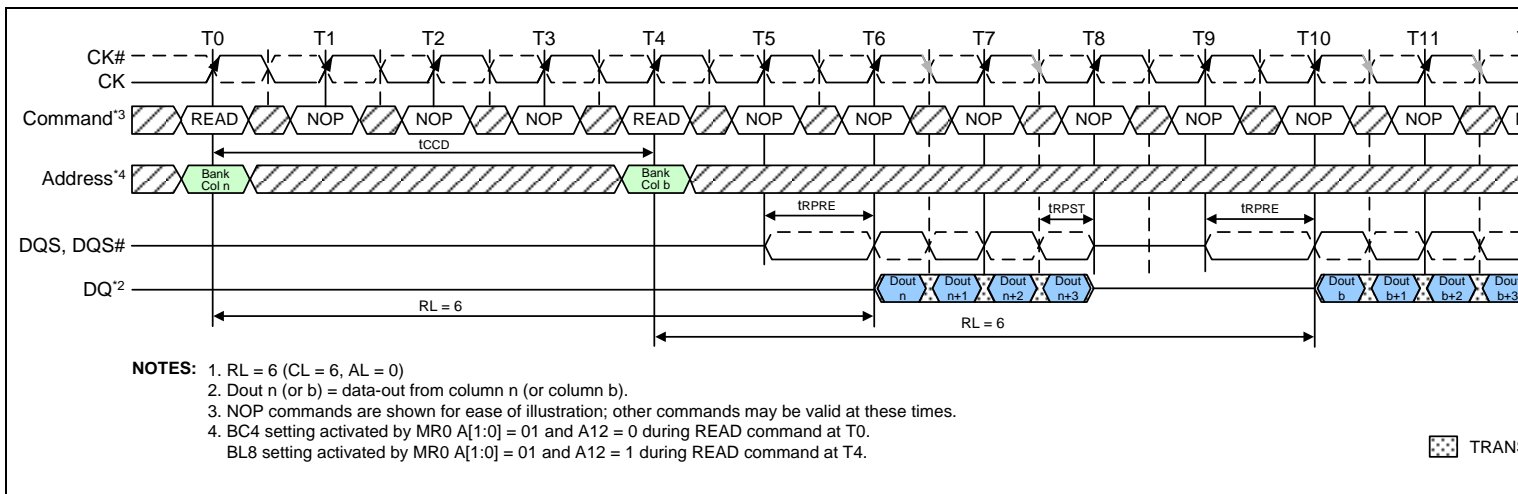 T0 T1 T2 T3 T4 T5 T6 T7 T8 T9 T10 T11
CK#
CK
Command*3 READ NOP NOP NOP READ NOP NOP NOP NOP NOP NOP NOP
tCCD
Address*4 Bank Col n Bank Col b
tRPRE tRPST tRPRE
DQS, DQS#
DQ*2 Dout n Dout n+1 Dout n+2 Dout n+3 Dout b Dout b+1 Dout b+2 Dout b+3
RL = 6
RL = 6
NOTES: 1. RL = 6 (CL = 6, AL = 0)
2. Dout n (or b) = data-out from column n (or column b).
3. NOP commands are shown for ease of illustration; other commands may be valid at these times.
4. BC4 setting activated by MR0 A[1:0] = 01 and A12 = 0 during READ command at T0.
BL8 setting activated by MR0 A[1:0] = 01 and A12 = 1 during READ command at T4.
TRANS